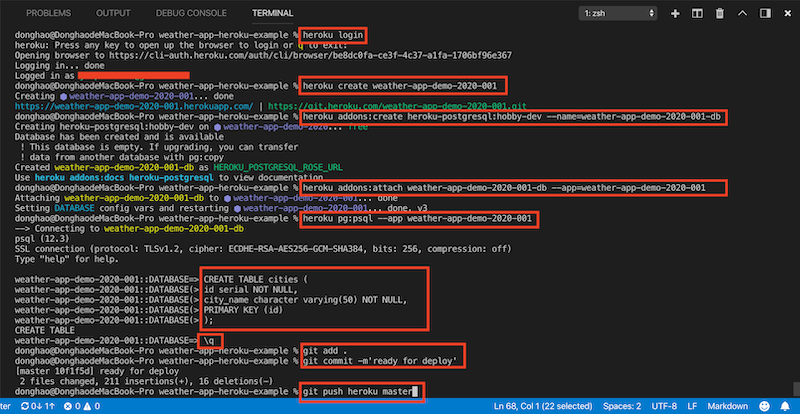 PROBLEMS OUTPUT DEBUG CONSOLE TERMINAL 1: zsh
donghao@DonghaodeMacBook-Pro weather-app-heroku-example % heroku login
heroku: Press any key to open up the browser to login or q to exit:
Opening browser to https://cli-auth.heroku.com/auth/cli/browser/be8dc0fa-ce3f-4c37-a1fa-1706bf96e367
Logging in... done
Logged in as
donghao@DonghaodeMacBook-Pro weather-app-heroku-example % heroku create weather-app-demo-2020-001
Creating ⬢ weather-app-demo-2020-001... done
https://weather-app-demo-2020-001.herokuapp.com/ | https://git.heroku.com/weather-app-demo-2020-001.git
donghao@DonghaodeMacBook-Pro weather-app-heroku-example % heroku addons:create heroku-postgresql:hobby-dev --name=weather-app-demo-2020-001-db
Creating heroku-postgresql:hobby-dev on ⬢ weather-app-demo-2020-001... free
Database has been created and is available
! This database is empty. If upgrading, you can transfer
! data from another database with pg:copy
Created weather-app-demo-2020-001-db as HEROKU_POSTGRESQL_ROSE_URL
Use heroku addons:docs heroku-postgresql to view documentation
donghao@DonghaodeMacBook-Pro weather-app-heroku-example % heroku addons:attach weather-app-demo-2020-001-db --app=weather-app-demo-2020-001
Attaching weather-app-demo-2020-001-db to ⬢ weather-app-demo-2020-001... done
Setting DATABASE config vars and restarting ⬢ weather-app-demo-2020-001... done, v3
donghao@DonghaodeMacBook-Pro weather-app-heroku-example % heroku pg:psql --app weather-app-demo-2020-001
--> Connecting to weather-app-demo-2020-001-db
psql (12.3)
SSL connection (protocol: TLSv1.2, cipher: ECDHE-RSA-AES256-GCM-SHA384, bits: 256, compression: off)
Type "help" for help.
weather-app-demo-2020-001::DATABASE=> CREATE TABLE cities (
weather-app-demo-2020-001::DATABASE(> id serial NOT NULL,
weather-app-demo-2020-001::DATABASE(> city_name character varying(50) NOT NULL,
weather-app-demo-2020-001::DATABASE(> PRIMARY KEY (id)
weather-app-demo-2020-001::DATABASE(> );
CREATE TABLE
weather-app-demo-2020-001::DATABASE=> \q
donghao@DonghaodeMacBook-Pro weather-app-heroku-example % git add .
donghao@DonghaodeMacBook-Pro weather-app-heroku-example % git commit -m'ready for deploy'
[master 10f1f5d] ready for deploy
2 files changed, 211 insertions(+), 16 deletions(-)
donghao@DonghaodeMacBook-Pro weather-app-heroku-example % git push heroku master
ter 0↓ 1↑ 0 0 Ln 68, Col 1 (22 selected) Spaces: 2 UTF-8 LF Markdown